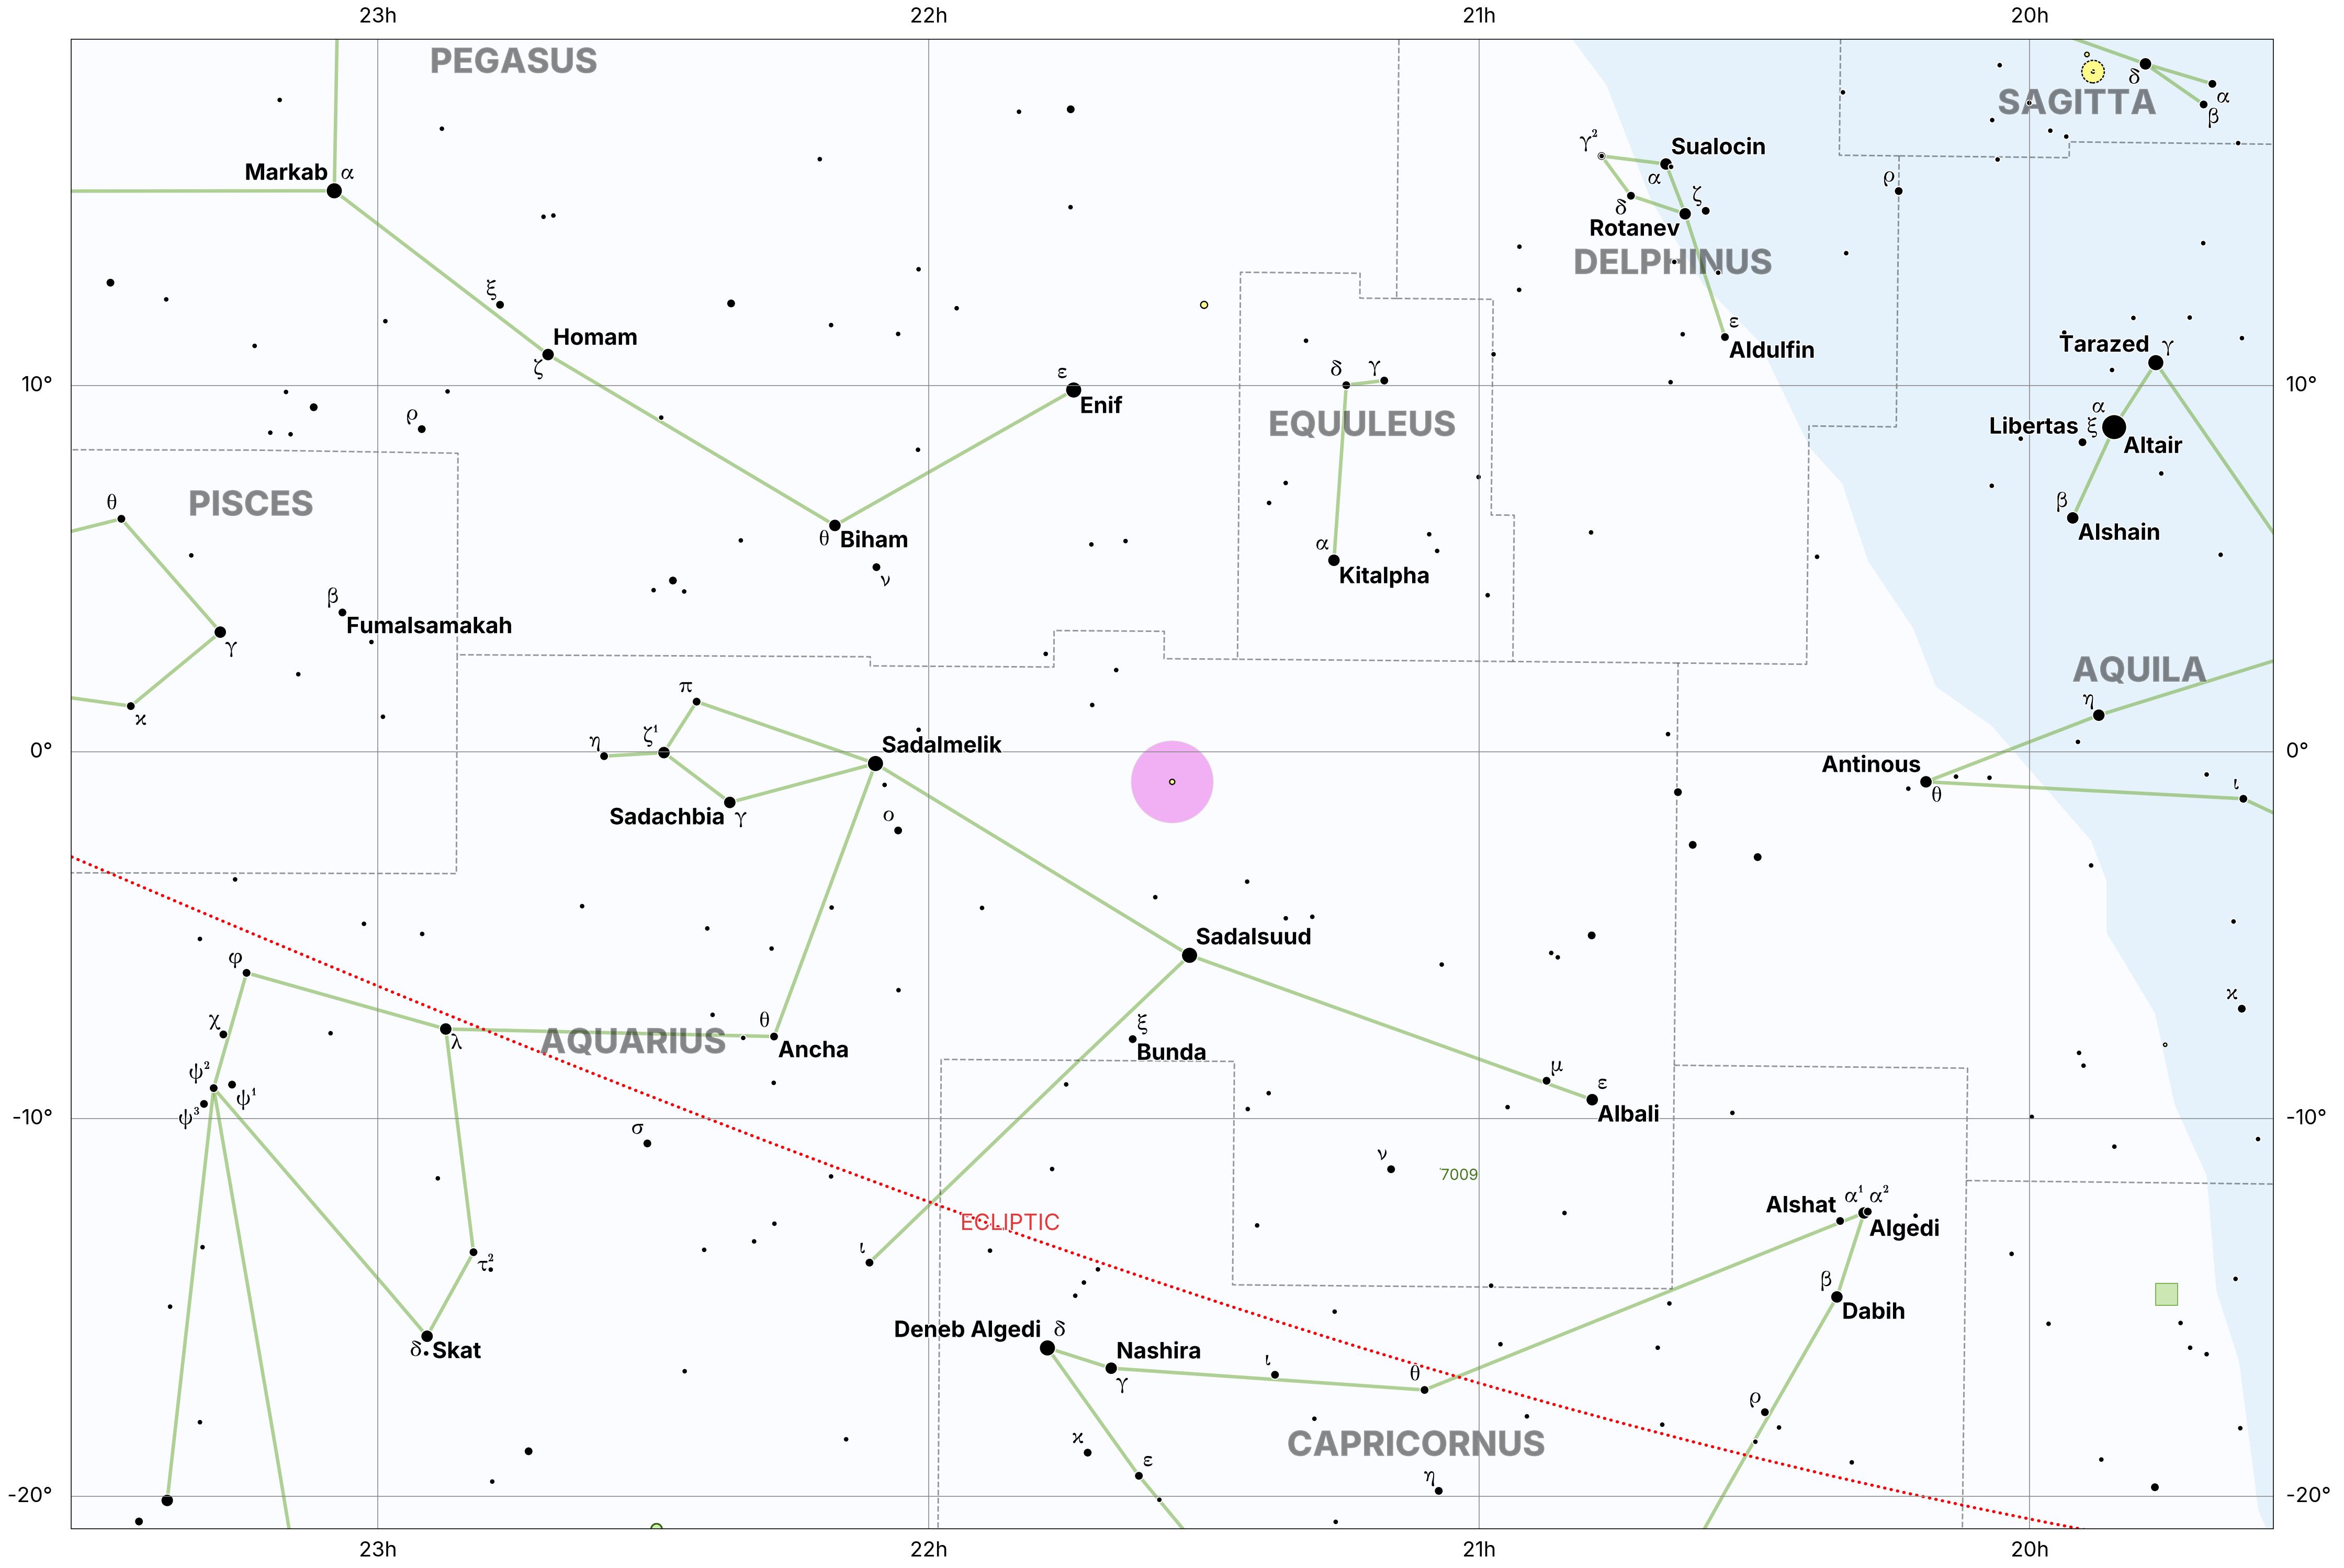 23h 22h 21h 20h
PEGASUS
δ
SAGITTA
α
β
γ²
Sualocin
Markab α
α
ζ
ρ
δ
Rotanev
DELPHINUS
ξ
ε
Homam
Aldulfin
ζ
Tarazed γ
10° 10°
δ γ
ε
Enif
α
ρ
EQUULEUS
Libertas ξ
Altair
θ
PISCES
β
Alshain
θ Biham
α
Kitalpha
ν
β
Fumalsamakah
γ
AQUILA
π
η
ϰ
η ζ¹
Sadalmelik
0° 0°
Antinous
θ
ι
Sadachbia γ
ο
Sadalsuud
φ
ϰ
χ
θ
ξ
λ
AQUARIUS
Ancha
Bunda
ψ²
μ
ε
ψ¹
ψ³
Albali
-10° -10°
σ
ν
7009
Alshat α¹ α²
ECLIPTIC
Algedi
ι
τ²
β
Dabih
Deneb Algedi δ
δ Skat
Nashira
ι
θ
γ
ρ
ϰ
CAPRICORNUS
ε
η
-20° -20°
23h 22h 21h 20h